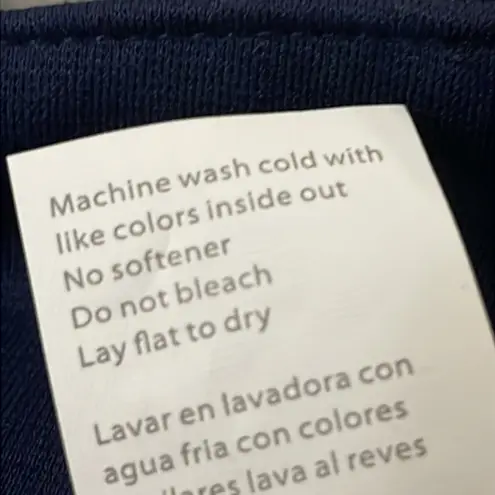 Machine wash cold with
like colors inside out
No softener
Do not bleach
Lay flat to dry
Lavar en lavadora con
agua fria con colores
lava al reves